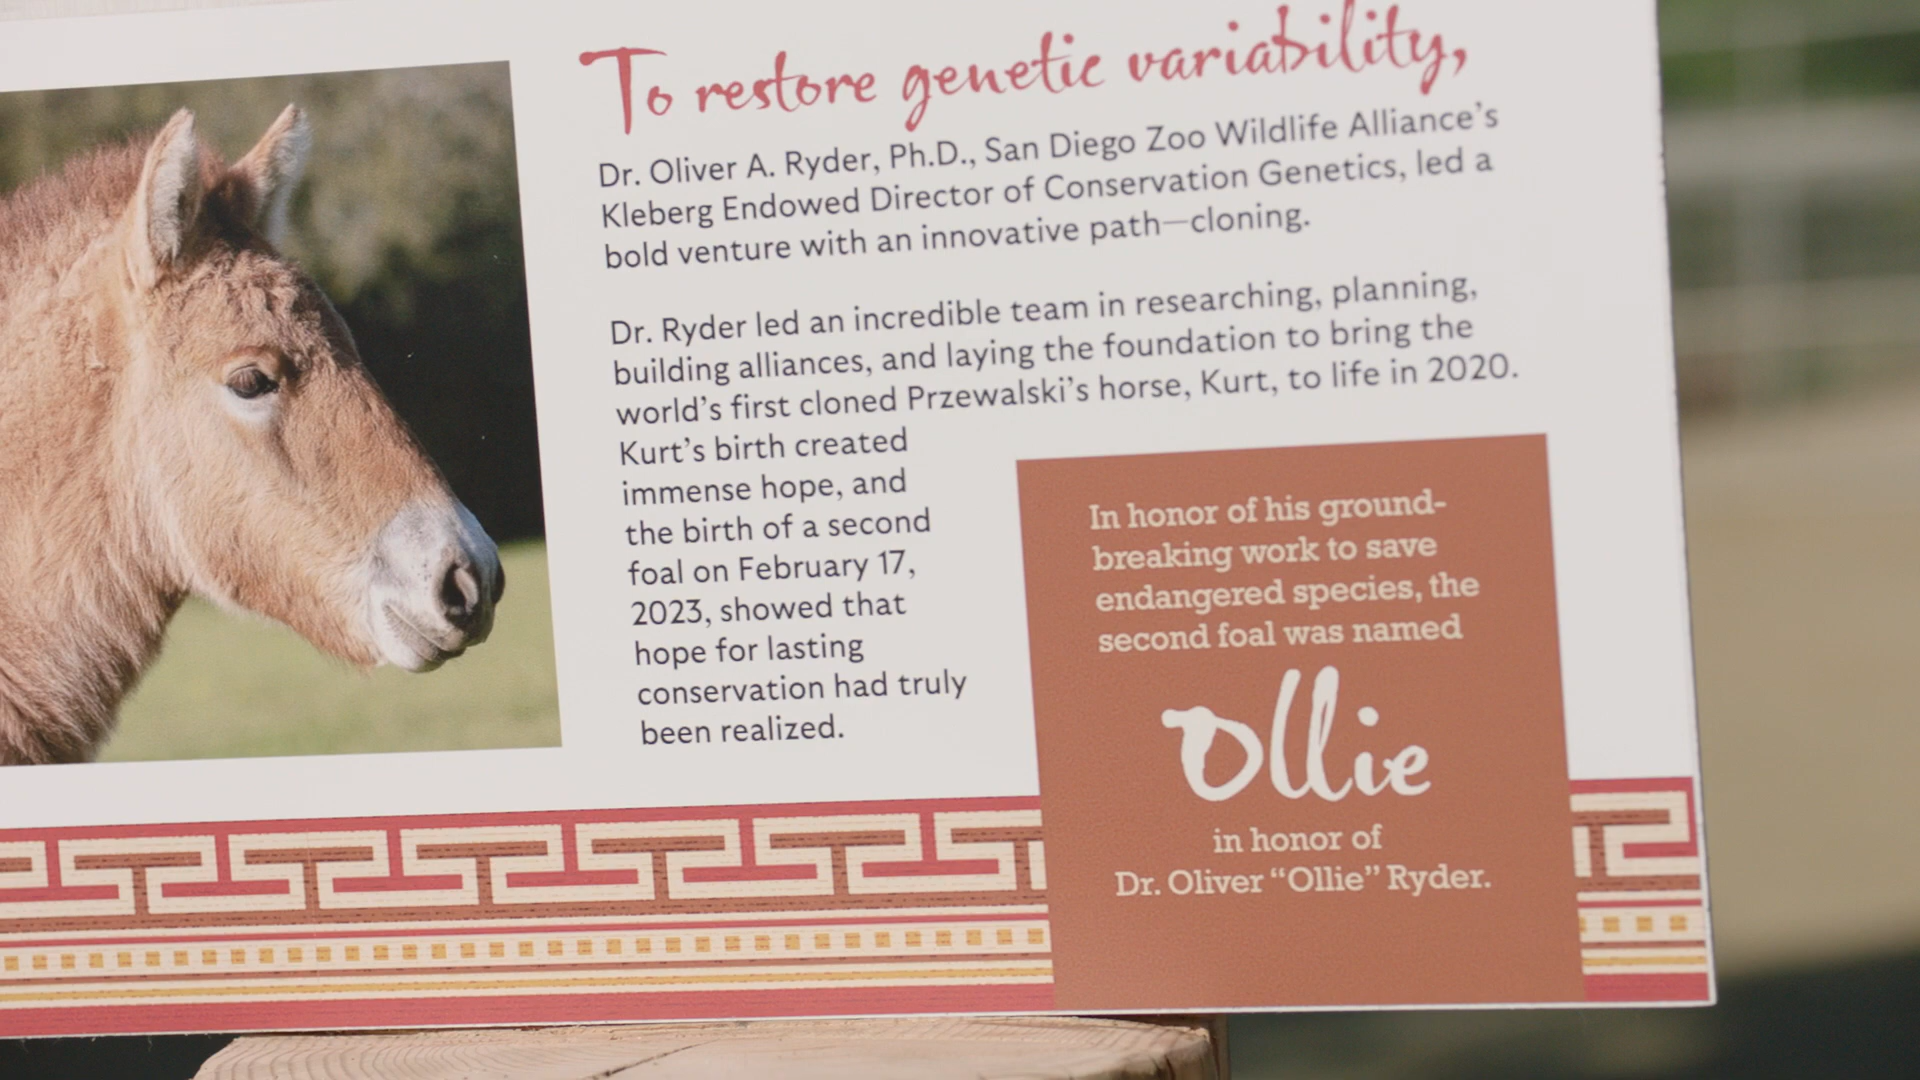 To restore genetic variability,
Dr. Oliver A. Ryder, Ph.D., San Diego Zoo Wildlife Alliance's
Kleberg Endowed Director of Conservation Genetics, led a
bold venture with an innovative path—cloning.
Dr. Ryder led an incredible team in researching, planning,
building alliances, and laying the foundation to bring the
world's first cloned Przewalski's horse, Kurt, to life in 2020.
Kurt's birth created
immense hope, and
the birth of a second
foal on February 17,
2023, showed that
hope for lasting
conservation had truly
been realized.
In honor of his ground-
breaking work to save
endangered species, the
second foal was named
Ollie
in honor of
Dr. Oliver "Ollie" Ryder.